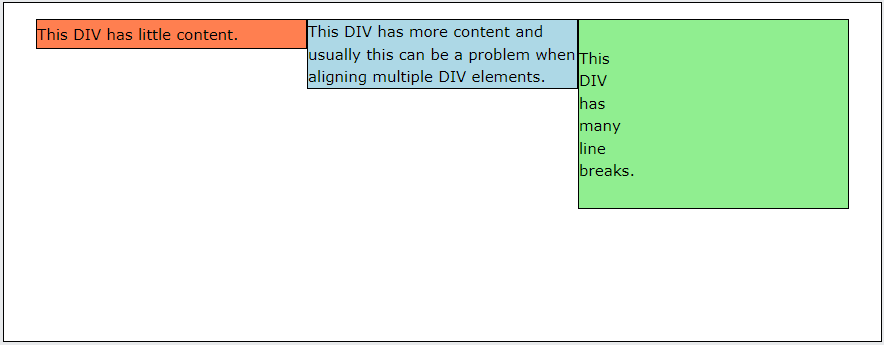 This DIV has little content.
This DIV has more content and
usually this can be a problem when
aligning multiple DIV elements.
This
DIV
has
many
line
breaks.